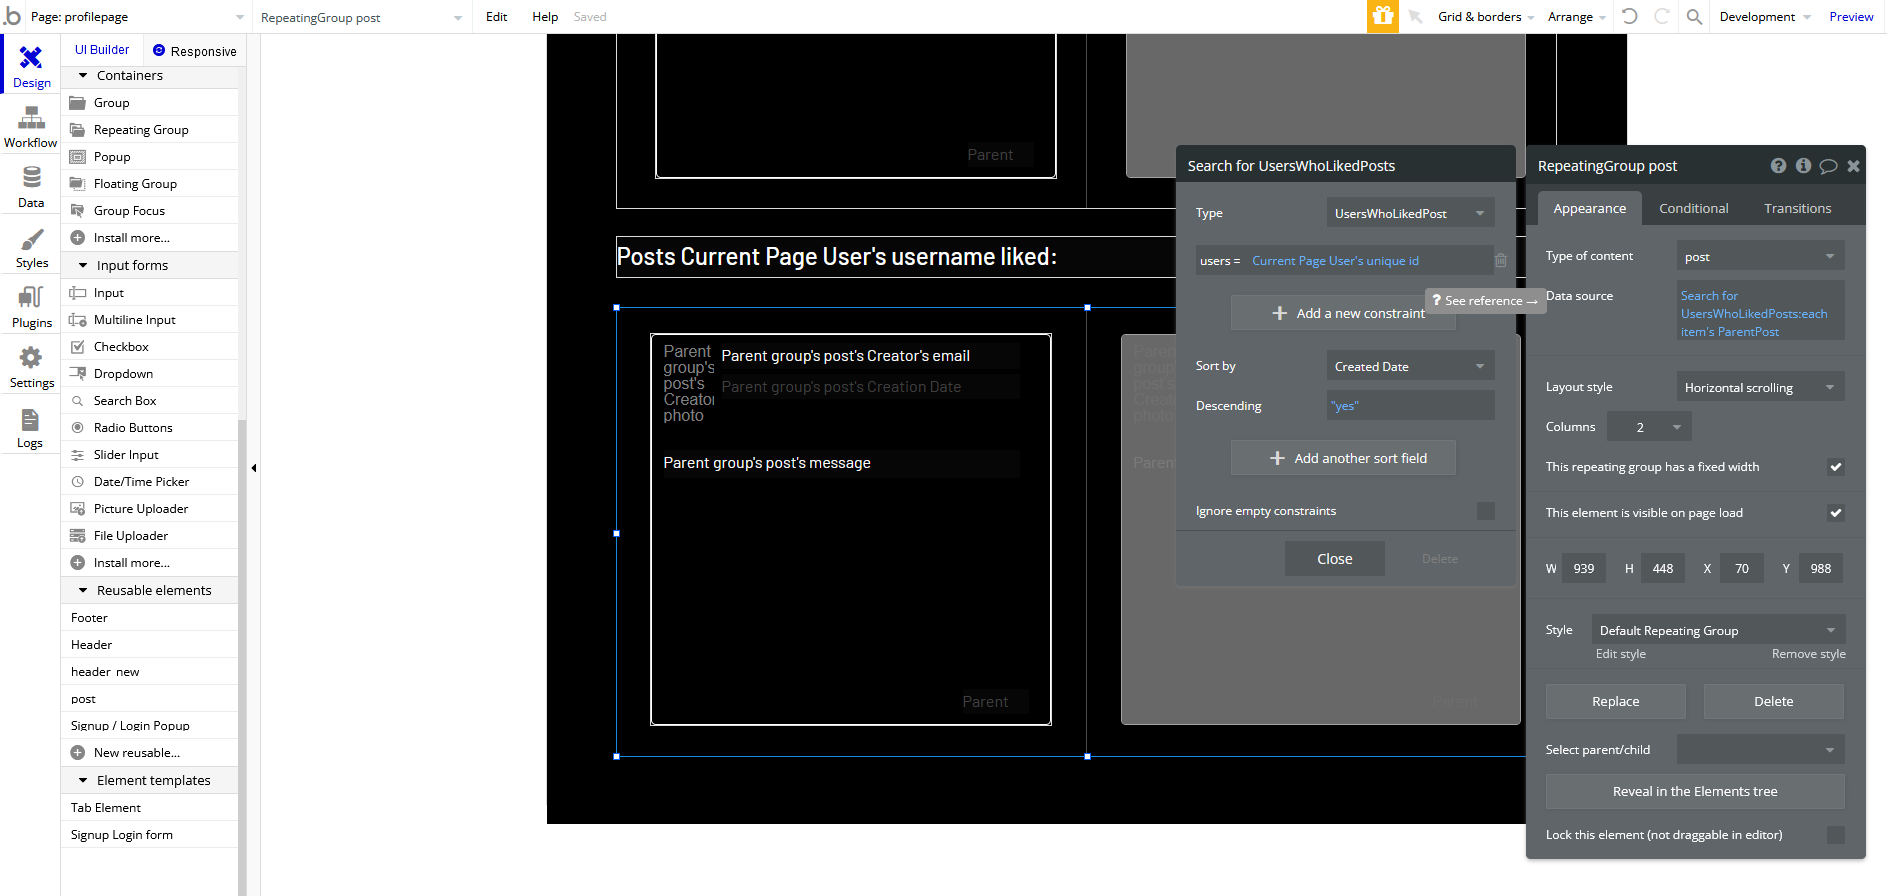 b
Page: profilepage
RepeatingGroup post
Edit
Help
Saved
Grid & borders
Arrange
Development
Preview
Design
Workflow
Data
Styles
Plugins
Settings
Logs
UI Builder
Responsive
Containers
Group
Repeating Group
Popup
Floating Group
Group Focus
Install more...
Input forms
Input
Multiline Input
Checkbox
Dropdown
Search Box
Radio Buttons
Slider Input
Date/Time Picker
Picture Uploader
File Uploader
Install more...
Reusable elements
Footer
Header
header_new
post
Signup / Login Popup
New reusable...
Element templates
Tab Element
Signup Login form
Parent
Posts Current Page User's username liked:
Parent group's post's Creator photo
Parent group's post's Creator's email
Parent group's post's Creation Date
Parent group's post's message
Parent
Search for UsersWhoLikedPosts
Type
UsersWhoLikedPost
users =
Current Page User's unique id
Add a new constraint
? See reference →
Sort by
Created Date
Descending
"yes"
Add another sort field
Ignore empty constraints
Close
Delete
RepeatingGroup post
Appearance
Conditional
Transitions
Type of content
post
Data source
Search for
UsersWhoLikedPosts:each
item's ParentPost
Layout style
Horizontal scrolling
Columns
2
This repeating group has a fixed width
This element is visible on page load
W 939
H 448
X 70
Y 988
Style
Default Repeating Group
Edit style
Remove style
Replace
Delete
Select parent/child
Reveal in the Elements tree
Lock this element (not draggable in editor)